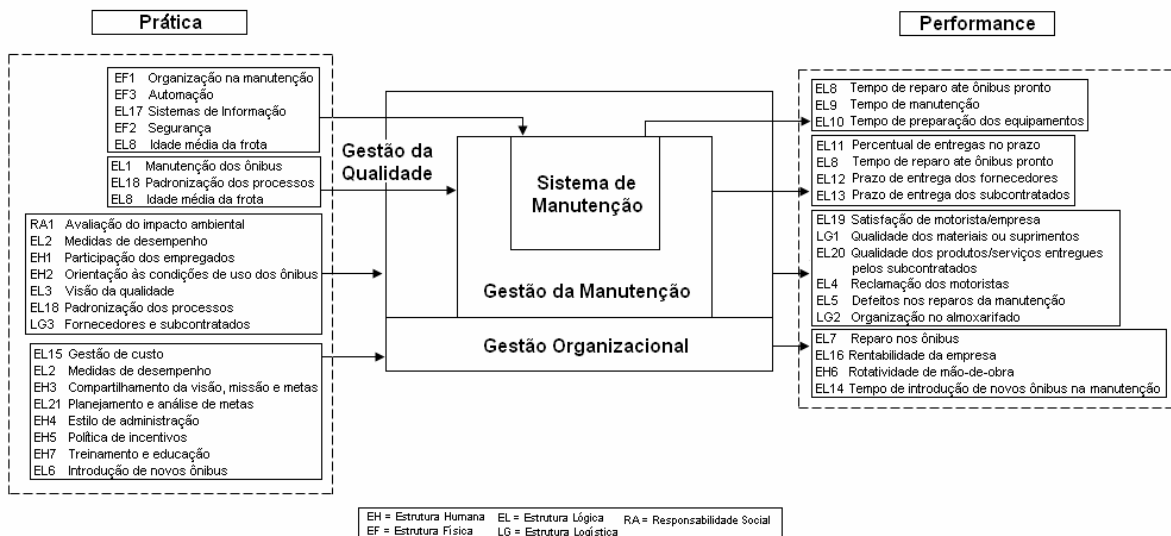 Prática
EF1 Organização na manutenção
EF3 Automação
EL17 Sistemas de Informação
EF2 Segurança
EL8 Idade média da frota
EL1 Manutenção dos ônibus
EL18 Padronização dos processos
EL8 Idade média da frota
RA1 Avaliação do impacto ambiental
EL2 Medidas de desempenho
EH1 Participação dos empregados
EH2 Orientação às condições de uso dos ônibus
EL3 Visão da qualidade
EL18 Padronização dos processos
LG3 Fornecedores e subcontratados
EL15 Gestão de custo
EL2 Medidas de desempenho
EH3 Compartilhamento da visão, missão e metas
EL21 Planejamento e análise de metas
EH4 Estilo de administração
EH5 Política de incentivos
EH7 Treinamento e educação
EL6 Introdução de novos ônibus
Gestão da
Qualidade
Sistema de
Manutenção
Gestão da Manutenção
Gestão Organizacional
Performance
EL8 Tempo de reparo ate ônibus pronto
EL9 Tempo de manutenção
EL10 Tempo de preparação dos equipamentos
EL11 Percentual de entregas no prazo
EL8 Tempo de reparo ate ônibus pronto
EL12 Prazo de entrega dos fornecedores
EL13 Prazo de entrega dos subcontratados
EL19 Satisfação de motorista/empresa
LG1 Qualidade dos materiais ou suprimentos
EL20 Qualidade dos produtos/serviços entregues
pelos subcontratados
EL4 Reclamação dos motoristas
EL5 Defeitos nos reparos da manutenção
LG2 Organização no almoxarifado
EL7 Reparo nos ônibus
EL16 Rentabilidade da empresa
EH6 Rotatividade de mão-de-obra
EL14 Tempo de introdução de novos ônibus na manutenção
EH = Estrutura Humana EL = Estrutura Lógica RA = Responsabilidade Social
EF = Estrutura Física LG = Estrutura Logística